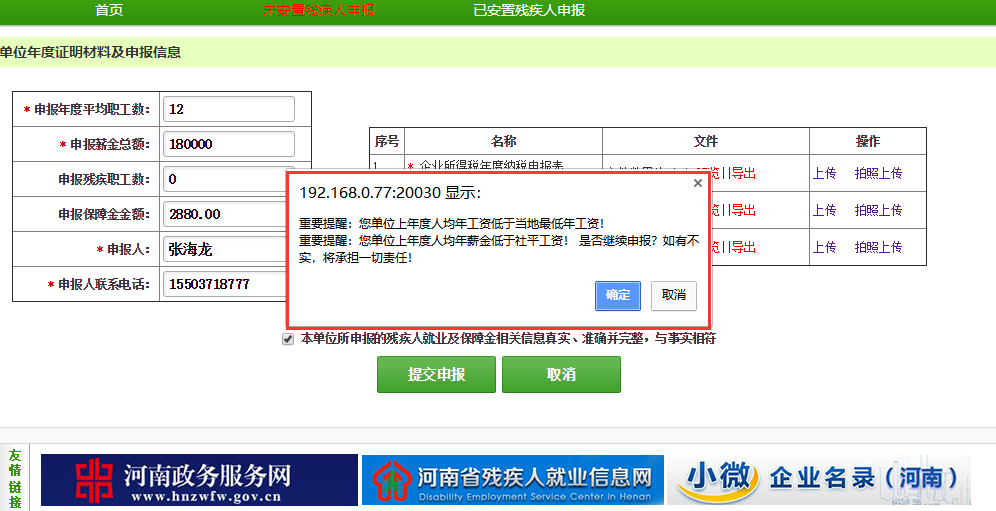 首页 未安置残疾人申报 已安置残疾人申报
单位年度证明材料及申报信息
* 申报年度平均职工数: 12
* 申报薪金总额: 180000
申报残疾职工数: 0
申报保障金金额: 2880.00
* 申报人: 张海龙
* 申报人联系电话: 15503718777
序号 名称 文件 操作
1 * 企业所得税年度纳税申报表 览||导出 上传 拍照上传
览||导出 上传 拍照上传
览||导出 上传 拍照上传
192.168.0.77:20030 显示:
×
重要提醒: 您单位上年度人均年工资低于当地最低年工资!
重要提醒: 您单位上年度人均年薪金低于社平工资! 是否继续申报? 如有不
实, 将承担一切责任!
确定 取消
本单位所申报的残疾人就业及保障金相关信息真实、准确并完整, 与事实相符
提交申报 取消
友情链接
河南政务服务网
www.hnzwfw.gov.cn
河南省残疾人就业信息网
Disability Employment Service Center In Henan
小微企业名录(河南)